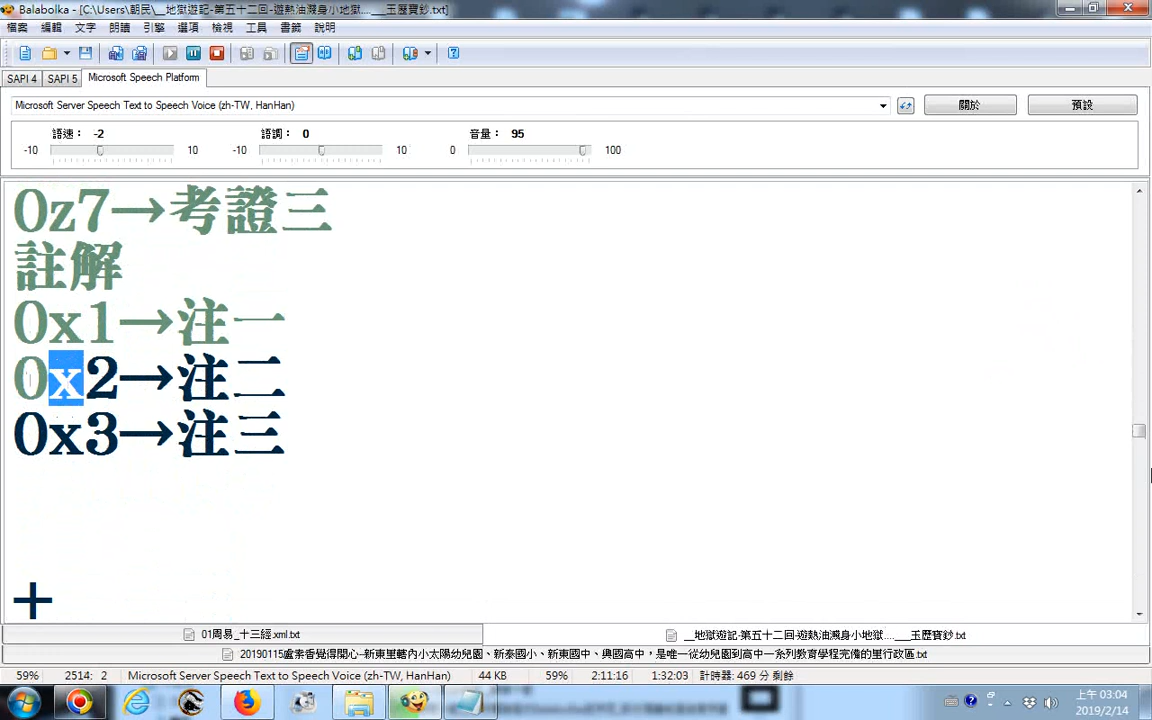 Balabolka - [C:\Users\朝民\__地獄遊記-第五十二回-遊熱油濺身小地獄....___玉歷寶鈔.txt]
檔案 編輯 文字 朗讀 引擎 選項 檢視 工具 書籤 說明
SAPI 4 SAPI 5 Microsoft Speech Platform
Microsoft Server Speech Text to Speech Voice (zh-TW, HanHan) 關於 預設
語速： -2 語調： 0 音量： 95
-10 10 -10 10 0 100
0z7→考證三
註解
0x1→注一
0x2→注二
0x3→注三
+
01周易_十三經.xml.txt __地獄遊記-第五十二回-遊熱油濺身小地獄....___玉歷寶鈔.txt
20190115盧素香覺得開心--新東里轄內小太陽幼兒園、新泰國小、新東國中、興國高中，是唯一從幼兒園到高中一系列教育學程完備的里行政區.txt
59% 2514: 2 Microsoft Server Speech Text to Speech Voice (zh-TW, HanHan) 44 KB 59% 2:11:16 1:32:03 計時器: 469 分 剩餘
上午 03:04
2019/2/14